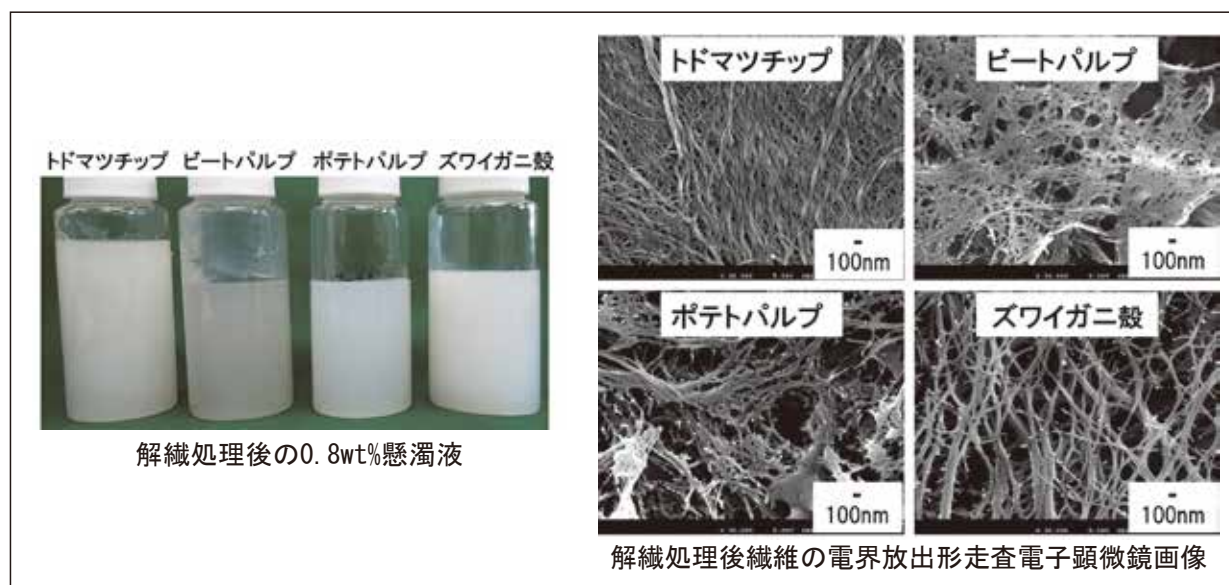 トドマツチップ ビートパルプ ポテトパルプ ズワイガニ殻
解繊処理後の0.8wt%懸濁液
トドマツチップ
100nm
ビートパルプ
100nm
ポテトパルプ
100nm
ズワイガニ殻
100nm
解繊処理後繊維の電界放出形走査電子顕微鏡画像